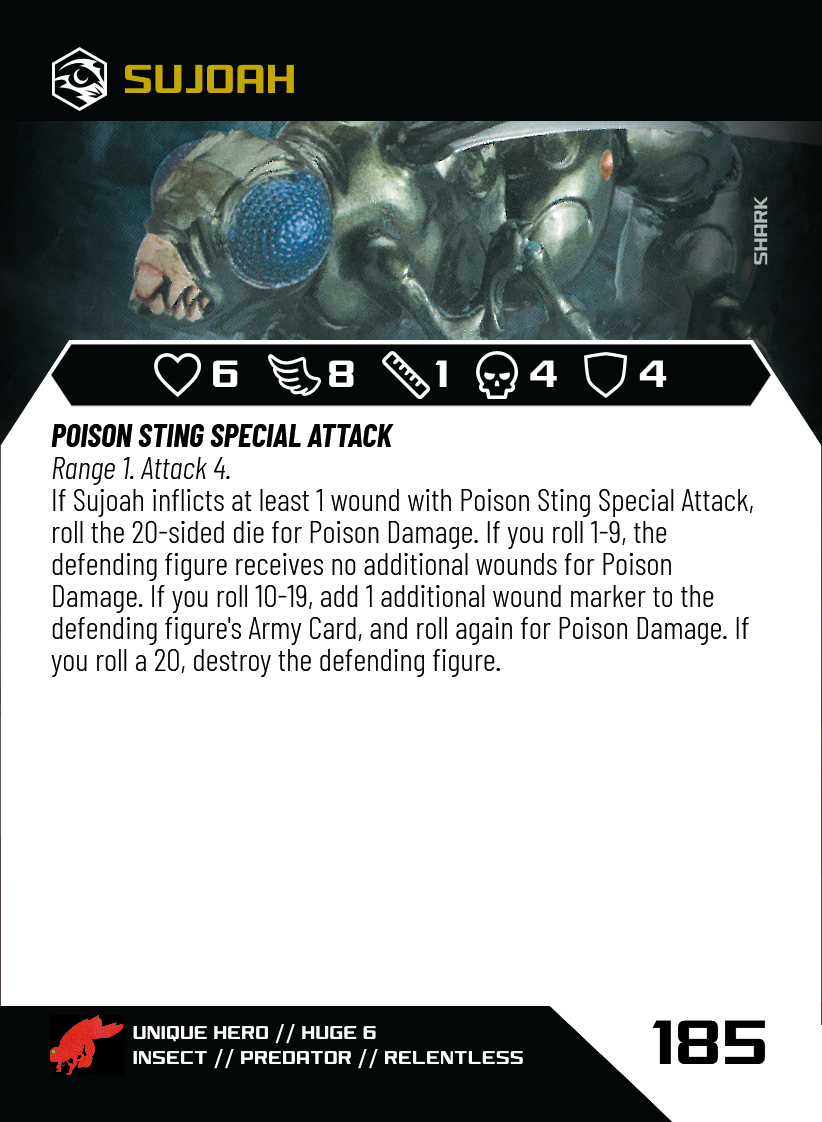 SUJOAH
SHARK
6 8 1 4 4
POISON STING SPECIAL ATTACK
Range 1. Attack 4.
If Sujoah inflicts at least 1 wound with Poison Sting Special Attack,
roll the 20-sided die for Poison Damage. If you roll 1-9, the
defending figure receives no additional wounds for Poison
Damage. If you roll 10-19, add 1 additional wound marker to the
defending figure's Army Card, and roll again for Poison Damage. If
you roll a 20, destroy the defending figure.
UNIQUE HERO // HUGE 6
INSECT // PREDATOR // RELENTLESS
185